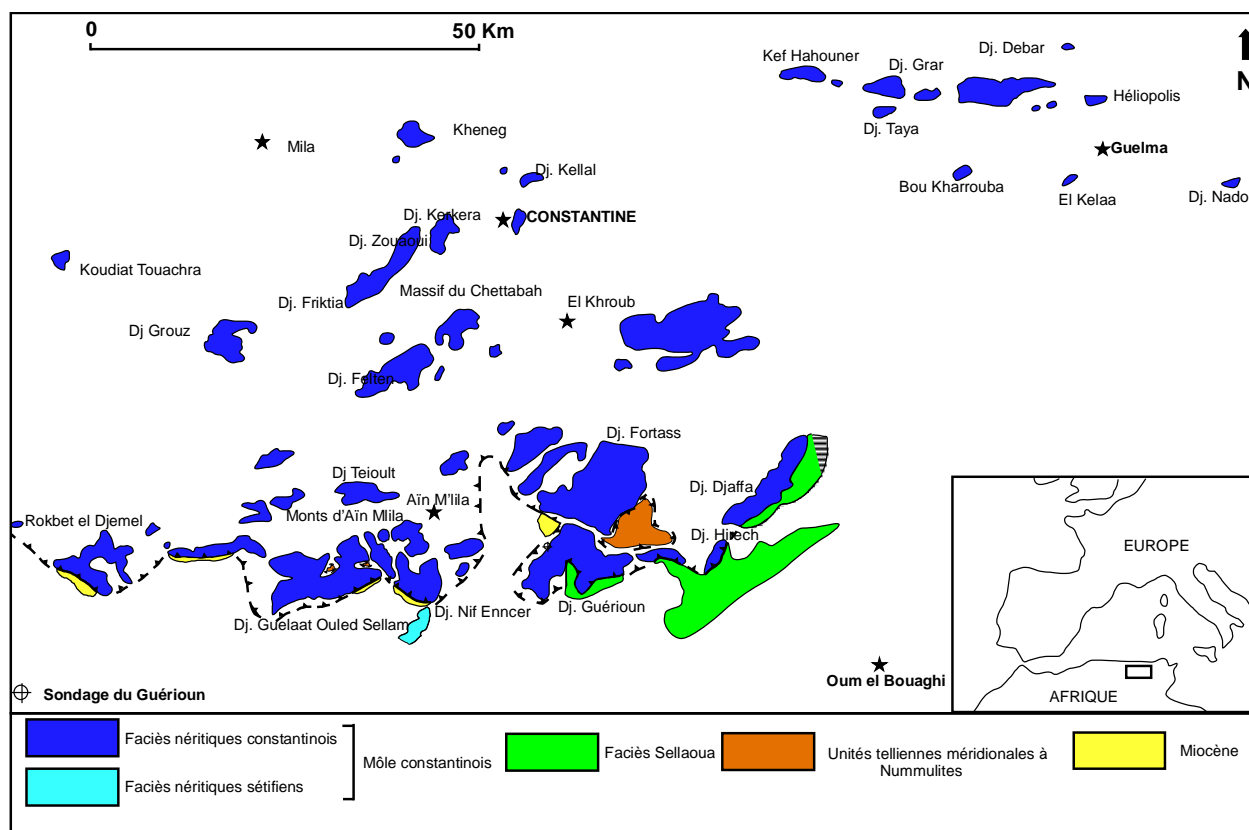 0
50 Km
N
Kef Hahouner
Dj. Grar
Dj. Debar
Héliopolis
Dj. Taya
Guelma
Bou Kharrouba
El Kelaa
Dj. Nado
Mila
Kheneg
Dj. Kellal
Dj. Kerkera
CONSTANTINE
Dj. Zouaoui
Koudiat Touachra
Dj. Friktia
Massif du Chettabah
El Khroub
Dj Grouz
Dj. Felten
Dj. Fortass
Dj Teioult
Aïn M'lila
Monts d'Aïn Mlila
Dj. Djaffa
Rokbet el Djemel
Dj. Hirech
Dj. Guelaat Ouled Sellam
Dj. Nif Enncer
Dj. Guérioun
Oum el Bouaghi
Sondage du Guérioun
EUROPE
AFRIQUE
Faciès néritiques constantinois
Faciès néritiques sétifiens
Môle constantinois
Faciès Sellaoua
Unités telliennes méridionales à
Nummulites
Miocène